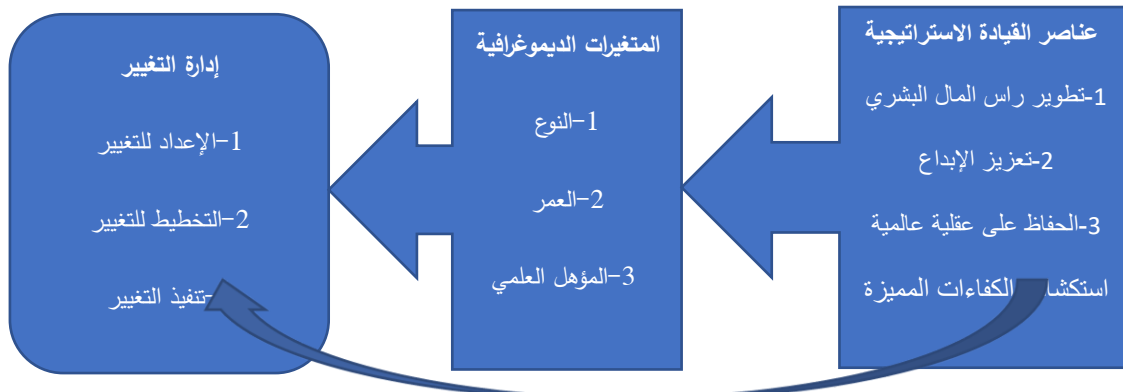 عناصر القيادة الاستراتيجية
1-تطوير راس المال البشري
2-تعزيز الإبداع
3-الحفاظ على عقلية عالمية
الكفاءات المميزة
المتغيرات الديموغرافية
1-النوع
2-العمر
3-المؤهل العلمي
إدارة التغيير
1-الإعداد للتغيير
2-التخطيط للتغيير
-تنفيذ التغيير